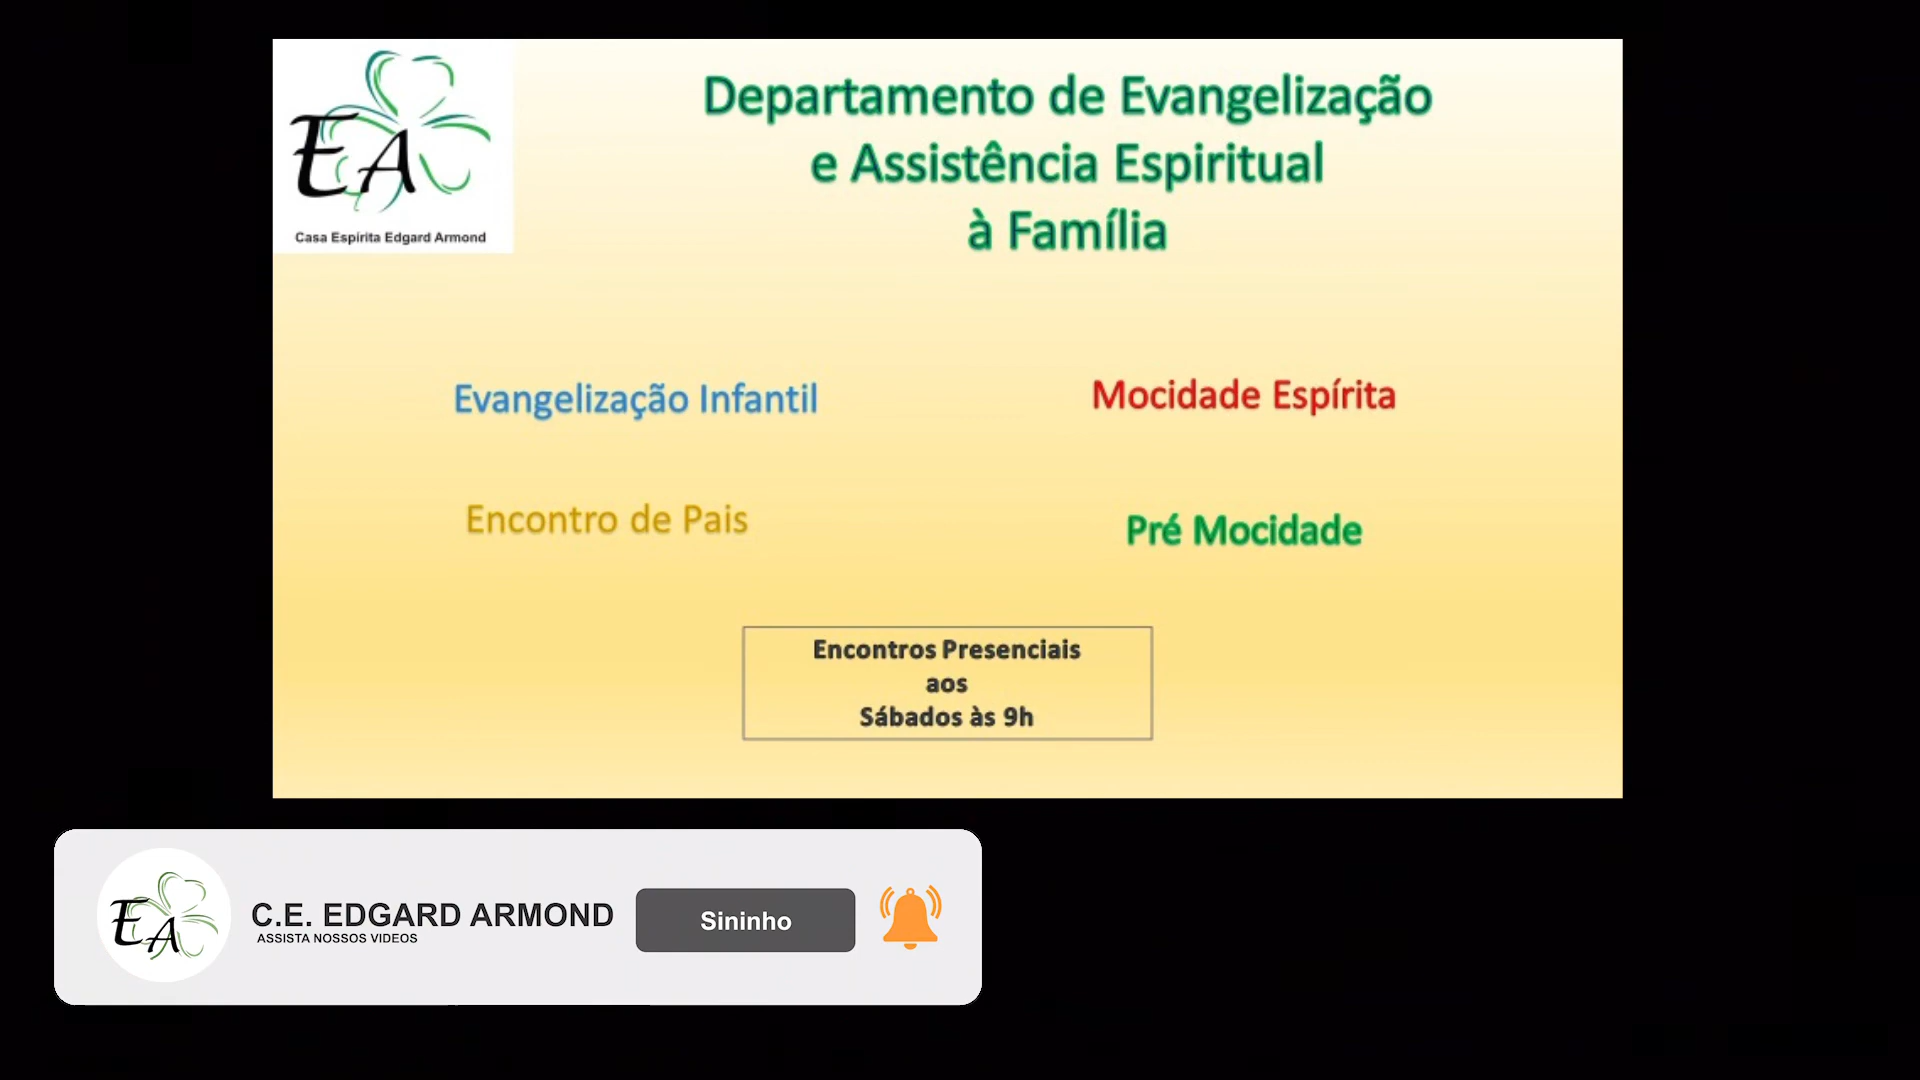 EA
Casa Espírita Edgard Armond
Departamento de Evangelização
e Assistência Espiritual
à Família
Evangelização Infantil
Mocidade Espírita
Encontro de Pais
Pré Mocidade
Encontros Presenciais
aos
Sábados às 9h
EA
C.E. EDGARD ARMOND
ASSISTA NOSSOS VIDEOS
Sininho